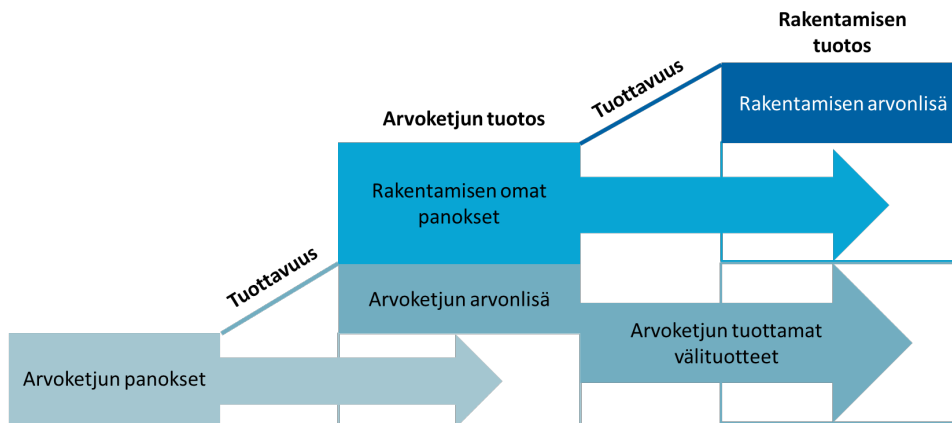 Rakentamisen
tuotos
Tuottavuus
Rakentamisen arvonlisä
Arvoketjun tuotos
Rakentamisen omat
panokset
Tuottavuus
Arvoketjun arvonlisä
Arvoketjun tuottamat
välituotteet
Arvoketjun panokset